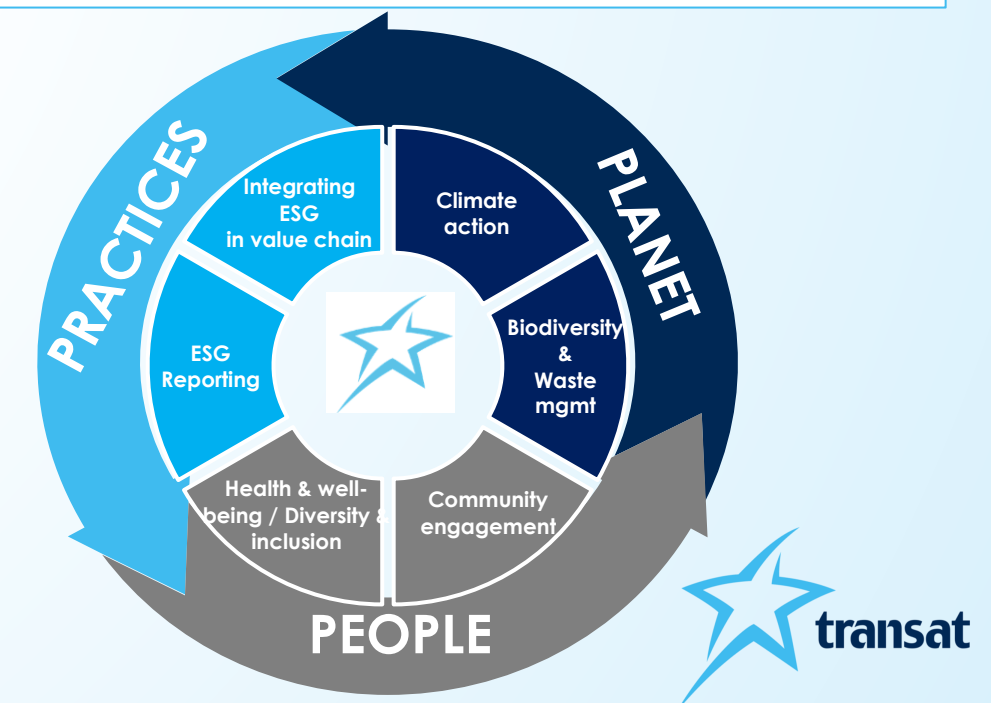 PRACTICES
PLANET
Integrating
ESG
in value chain
Climate
action
ESG
Reporting
Biodiversity
&
Waste
mgmt
Health & well-
being / Diversity &
inclusion
Community
engagement
PEOPLE
transat